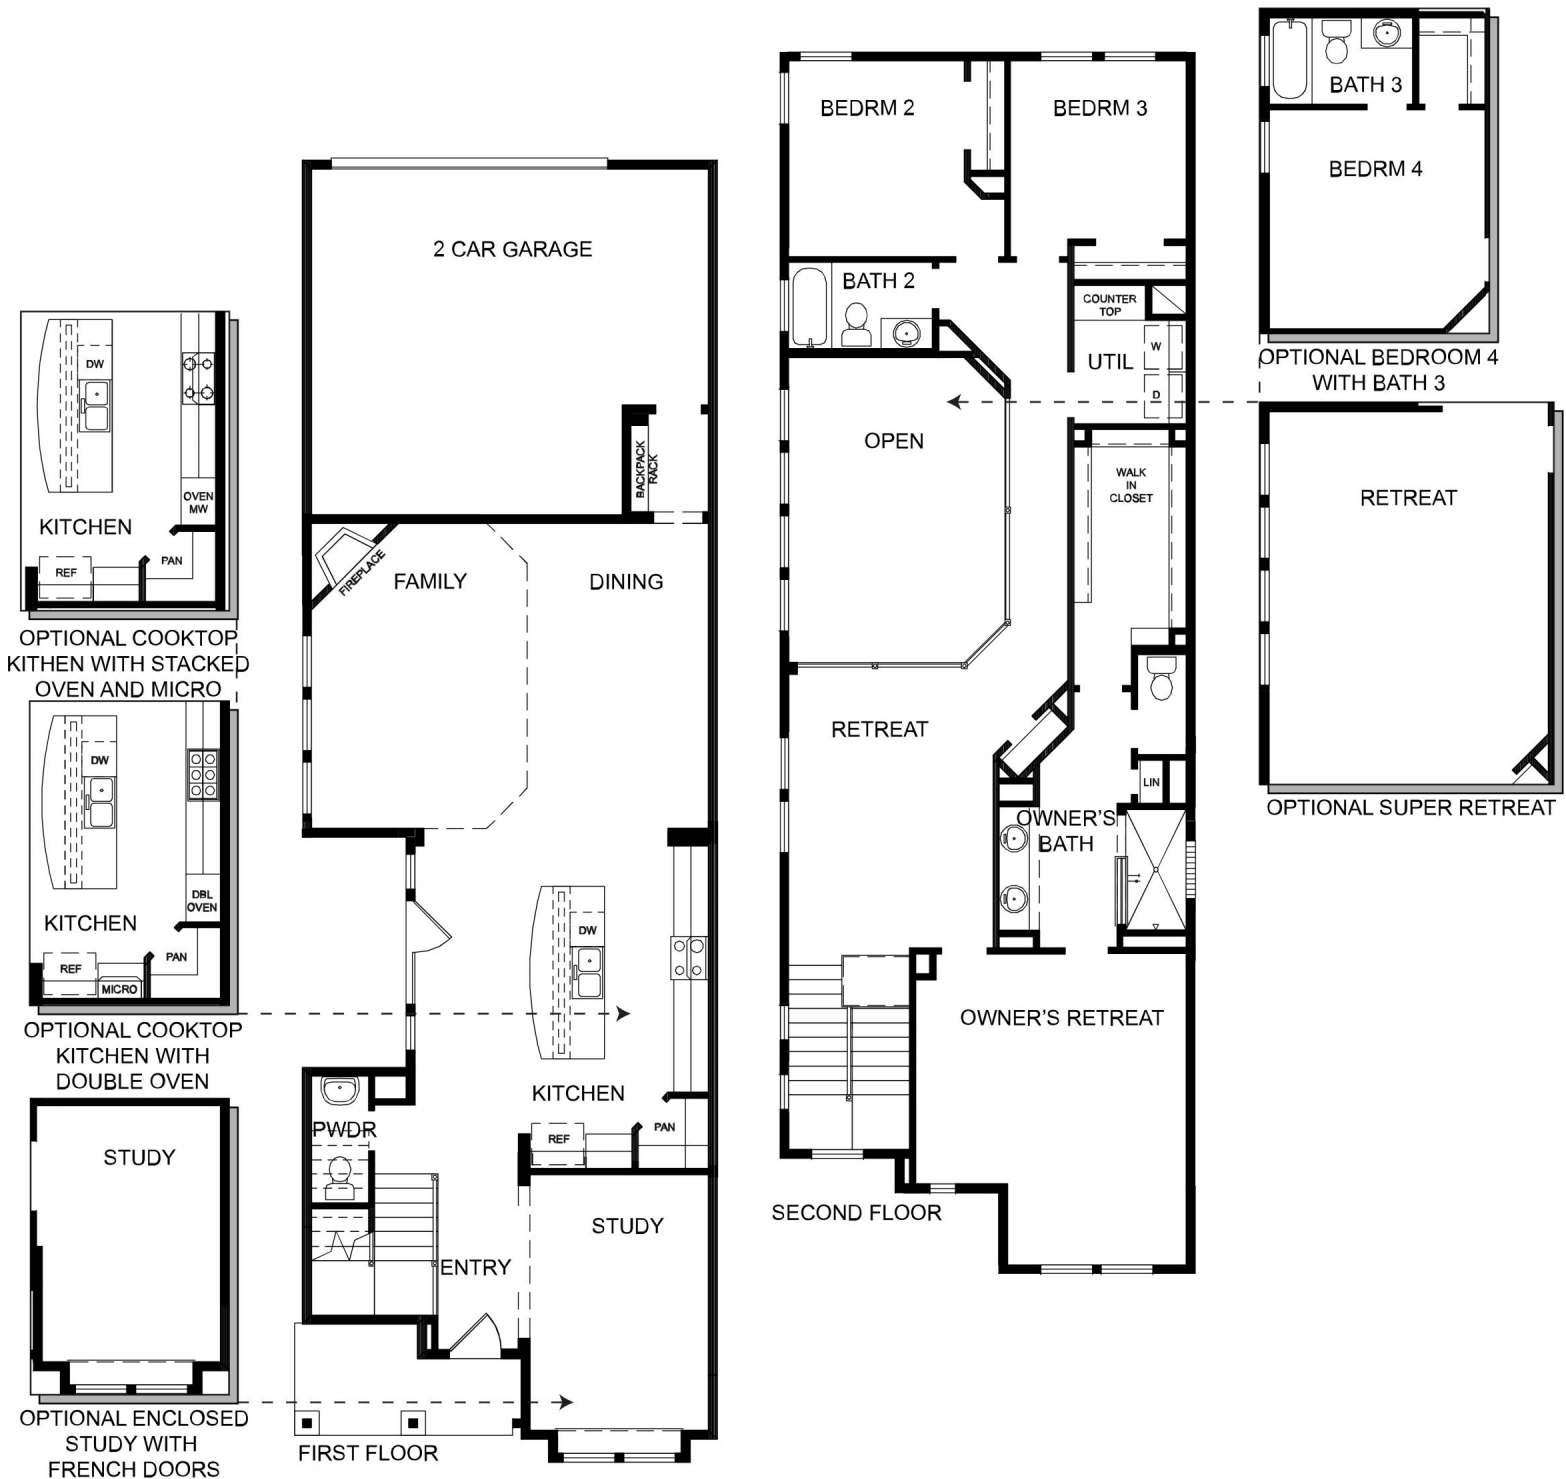 2 CAR GARAGE
BACKPACK
RACK
FIREPLACE
FAMILY
DINING
DW
KITCHEN
REF
PAN
PWDR
ENTRY
STUDY
FIRST FLOOR
DW
OVEN
MW
KITCHEN
REF
PAN
OPTIONAL COOKTOP
KITHEN WITH STACKED
OVEN AND MICRO
DW
DBL
OVEN
KITCHEN
REF
MICRO
PAN
OPTIONAL COOKTOP
KITCHEN WITH
DOUBLE OVEN
STUDY
OPTIONAL ENCLOSED
STUDY WITH
FRENCH DOORS
BEDRM 2
BEDRM 3
BATH 2
COUNTER
TOP
W
UTIL
D
OPEN
WALK
IN
CLOSET
RETREAT
LIN
OWNER'S
BATH
OWNER'S RETREAT
SECOND FLOOR
BATH 3
BEDRM 4
OPTIONAL BEDROOM 4
WITH BATH 3
RETREAT
OPTIONAL SUPER RETREAT